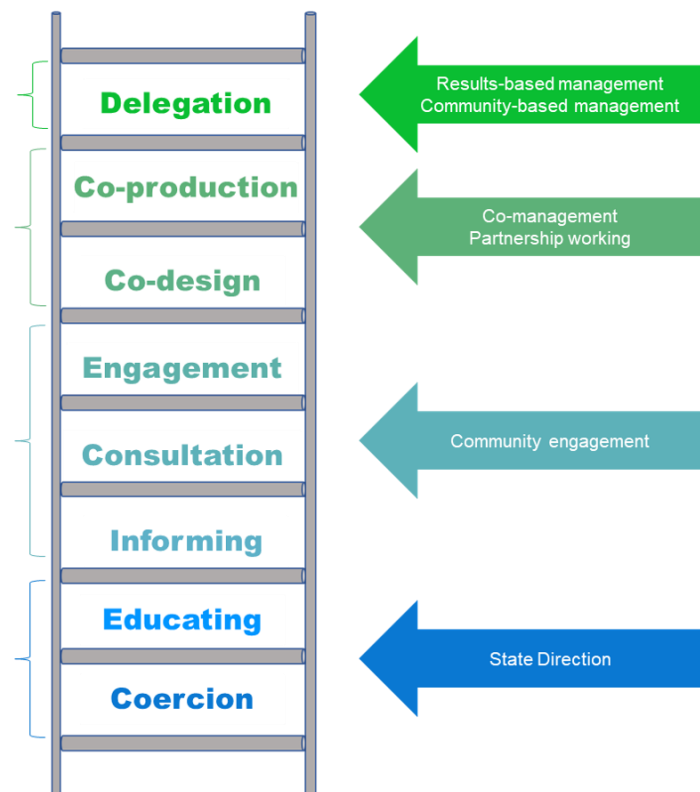 Delegation
Results-based management
Community-based management
Co-production
Co-management
Partnership working
Co-design
Engagement
Consultation
Community engagement
Informing
Educating
State Direction
Coercion